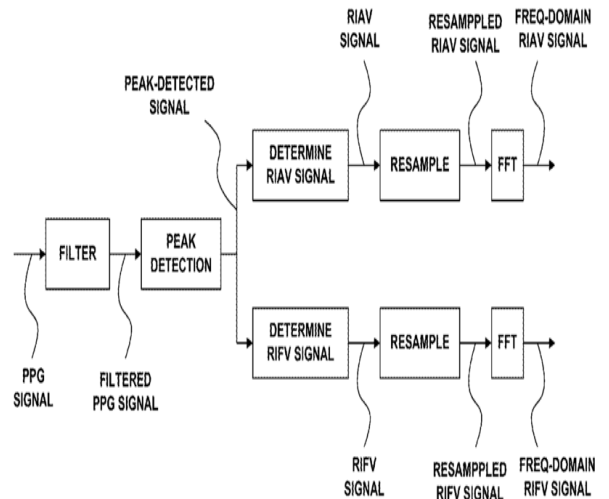 RIAV
SIGNAL
RESAMPPLED
RIAV SIGNAL
FREQ-DOMAIN
RIAV SIGNAL
PEAK-DETECTED
SIGNAL
DETERMINE
RIAV SIGNAL
RESAMPLE
FFT
FILTER
PEAK
DETECTION
DETERMINE
RIFV SIGNAL
RESAMPLE
FFT
PPG
SIGNAL
FILTERED
PPG SIGNAL
RIFV
SIGNAL
RESAMPPLED
RIFV SIGNAL
FREQ-DOMAIN
RIFV SIGNAL